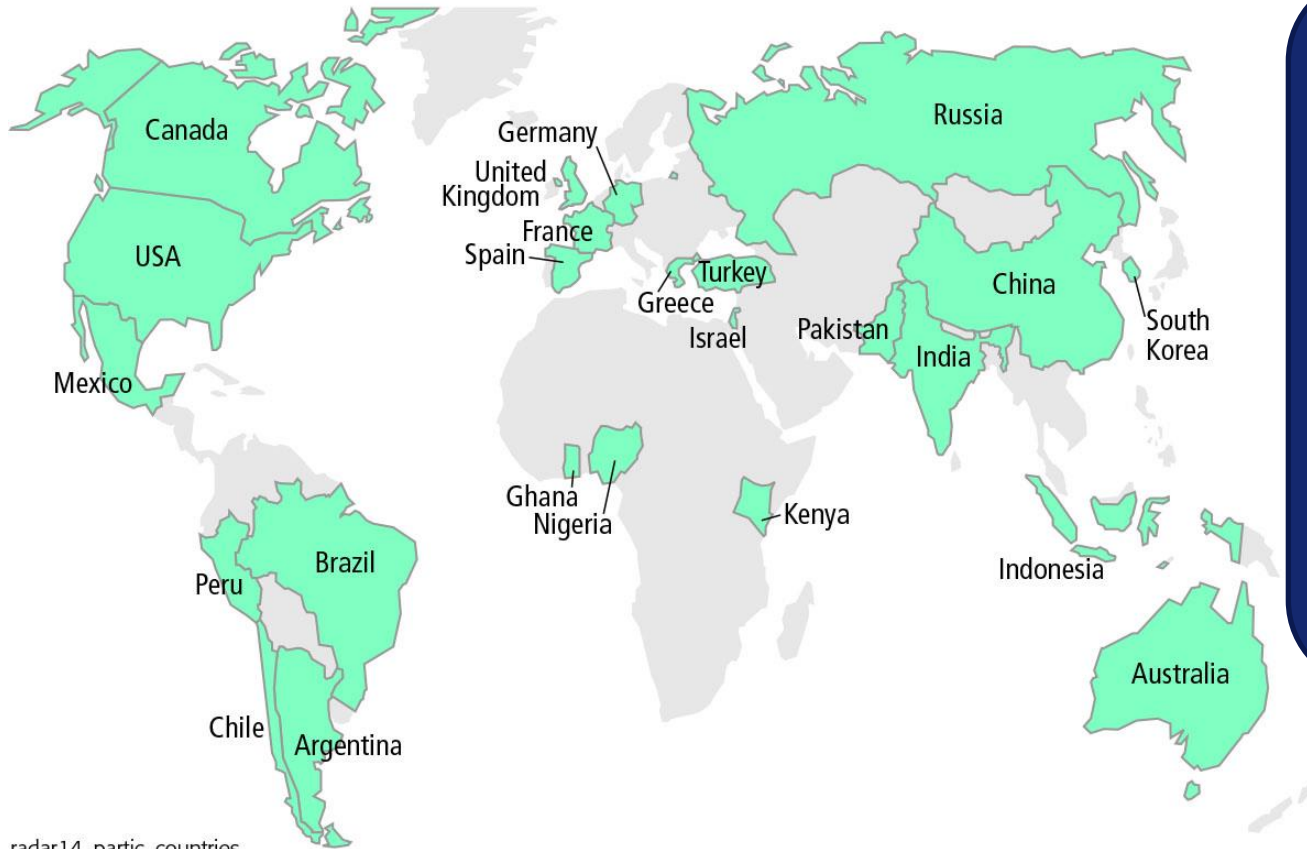 Canada
Russia
Germany
United
Kingdom
France
USA
Spain
Turkey
China
Greece
South
Korea
Israel
Pakistan
India
Mexico
Ghana
Nigeria
Kenya
Brazil
Indonesia
Peru
Australia
Chile
Argentina
radar14_partic_countries